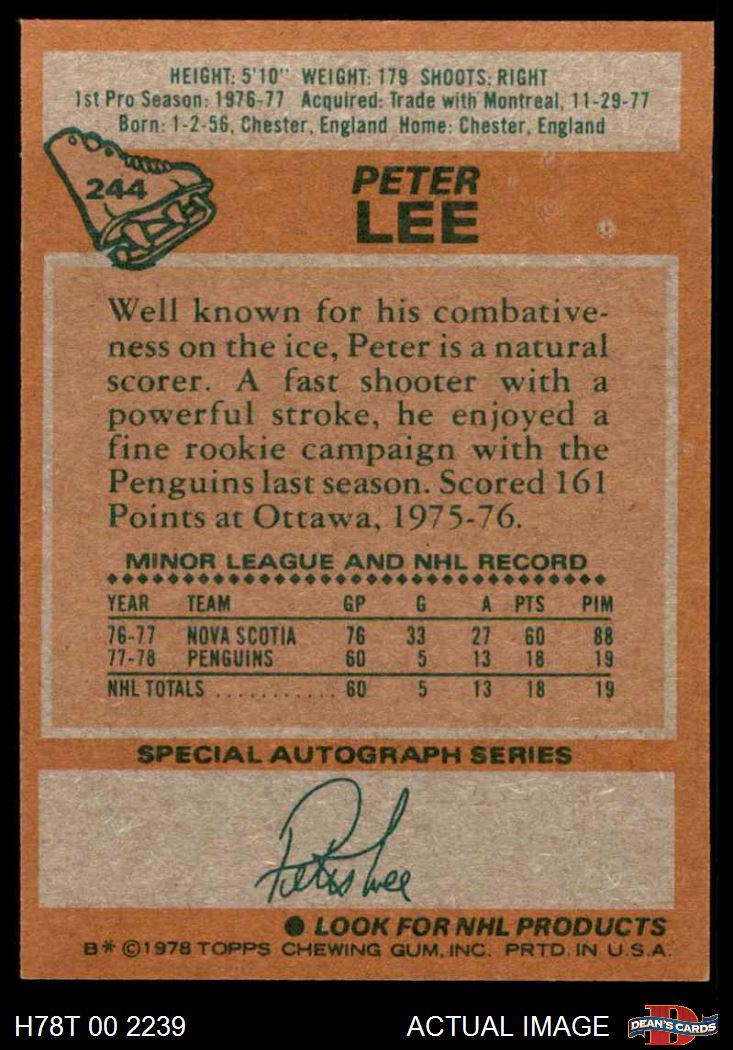 HEIGHT: 5'10" WEIGHT: 179 SHOOTS: RIGHT
1st Pro Season: 1976-77 Acquired: Trade with Montreal, 11-29-77
Born: 1-2-56, Chester, England Home: Chester, England
244
PETER
LEE
Well known for his combative-
ness on the ice, Peter is a natural
scorer. A fast shooter with a
powerful stroke, he enjoyed a
fine rookie campaign with the
Penguins last season. Scored 161
Points at Ottawa, 1975-76.
MINOR LEAGUE AND NHL RECORD
YEAR TEAM GP G A PTS PIM
76-77 NOVA SCOTIA 76 33 27 60 88
77-78 PENGUINS 60 5 13 18 19
NHL TOTALS ........... 60 5 13 18 19
SPECIAL AUTOGRAPH SERIES
Peter Lee
● LOOK FOR NHL PRODUCTS
B* ©1978 TOPPS CHEWING GUM, INC. PRTD. IN U.S.A.
H78T 00 2239 ACTUAL IMAGE
D
DEAN'S CARDS